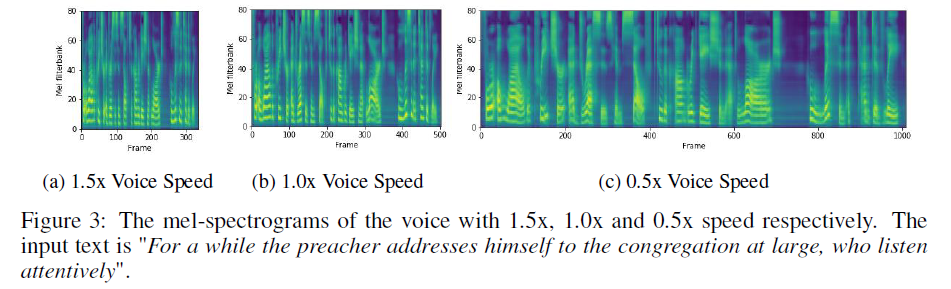 80
60
40
20
0
Mel filterbank
0 100 200 300
Frame
80
60
40
20
0
Mel filterbank
0 100 200 300 400 500
Frame
80
60
40
20
0
Mel filterbank
0 200 400 600 800 1000
Frame
(a) 1.5x Voice Speed (b) 1.0x Voice Speed (c) 0.5x Voice Speed
Figure 3: The mel-spectrograms of the voice with 1.5x, 1.0x and 0.5x speed respectively. The
input text is "For a while the preacher addresses himself to the congregation at large, who listen
attentively".